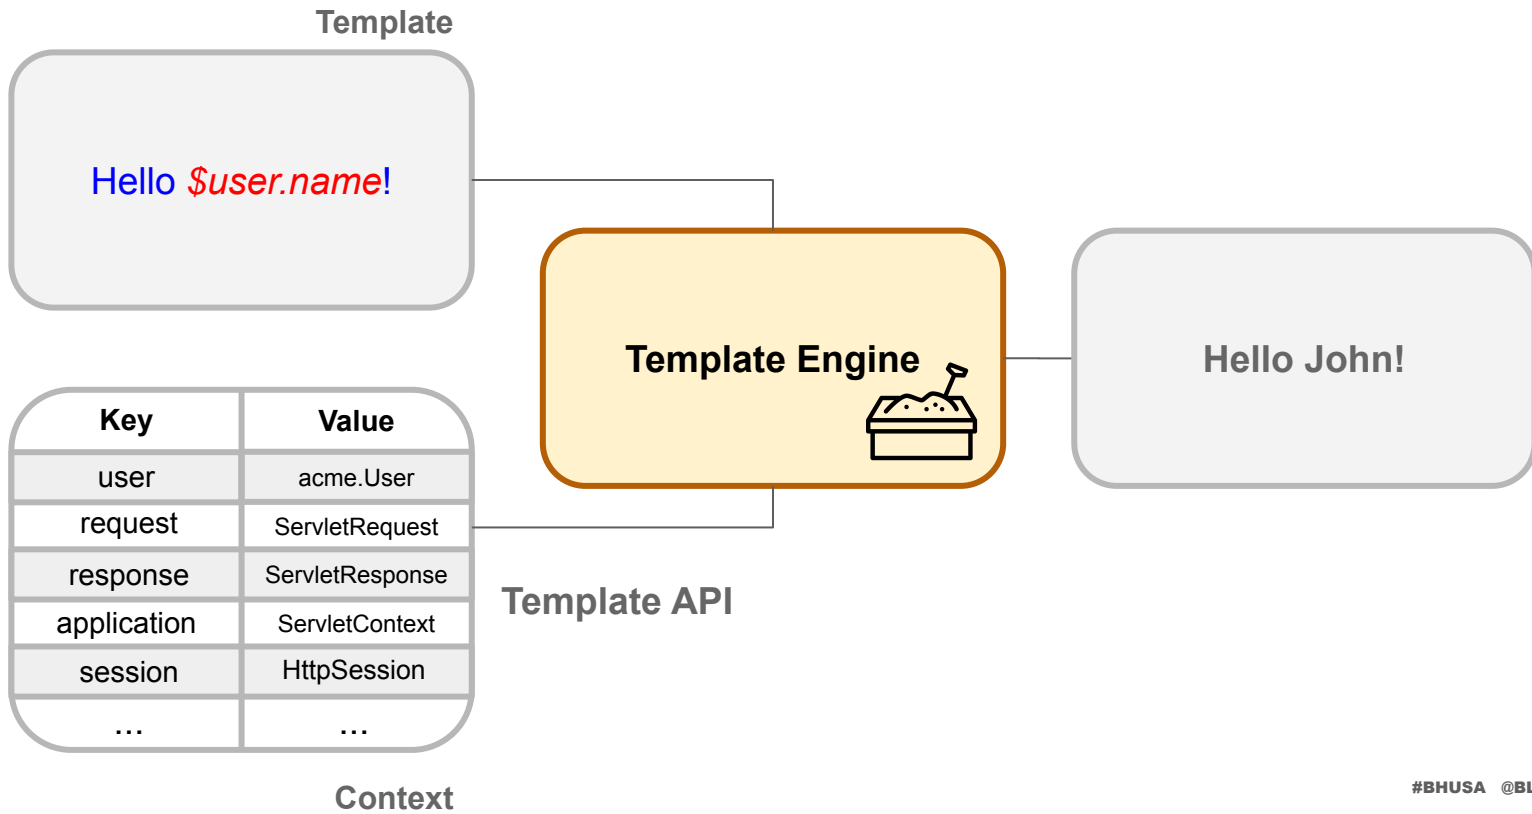 Template
Hello $user.name!
Template Engine
Hello John!
Key Value
user acme.User
request ServletRequest
response ServletResponse
application ServletContext
session HttpSession
... ...
Template API
Context
#BHUSA @BL